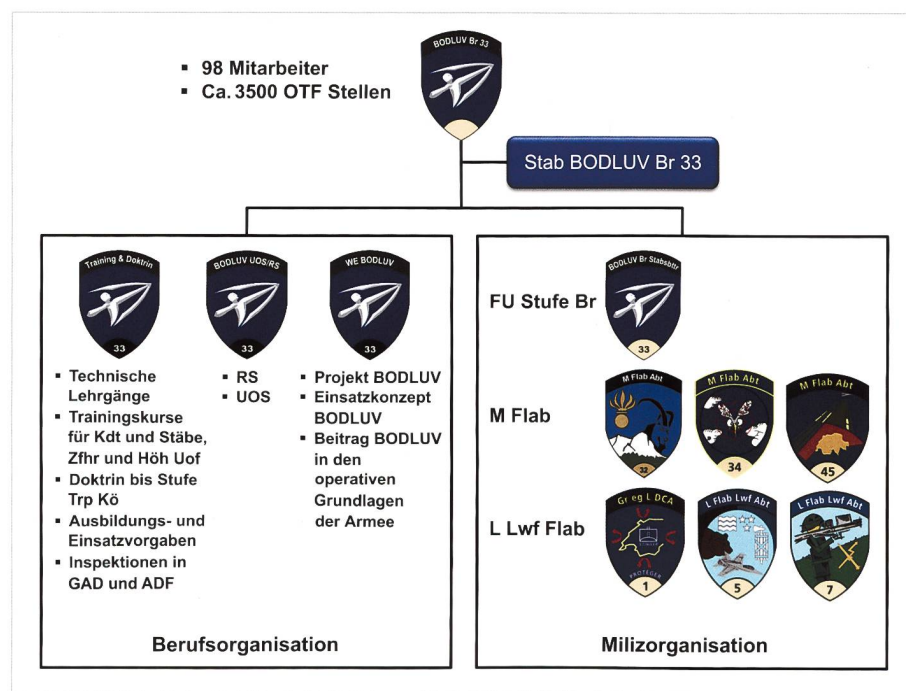 BODLUV Br 33
▪ 98 Mitarbeiter
▪ Ca. 3500 OTF Stellen
Stab BODLUV Br 33
Training & Doktrin
33
▪ Technische
Lehrgänge
▪ Trainingskurse
für Kdt und Stäbe,
Zfhr und Höh Uof
▪ Doktrin bis Stufe
Trp Kö
▪ Ausbildungs- und
Einsatzvorgaben
▪ Inspektionen in
GAD und ADF
BODLUV UOS/RS
33
▪ RS
▪ UOS
WE BODLUV
33
▪ Projekt BODLUV
▪ Einsatzkonzept
BODLUV
▪ Beitrag BODLUV
in den
operativen
Grundlagen
der Armee
Berufsorganisation
FU Stufe Br
BODLUV Br Stabsbttr
33
M Flab
M Flab Abt
32
M Flab Abt
34
M Flab Abt
45
L Lwf Flab
Gr eg L DCA
PROTÉGER
1
L Flab Lwf Abt
5
L Flab Lwf Abt
7
Milizorganisation